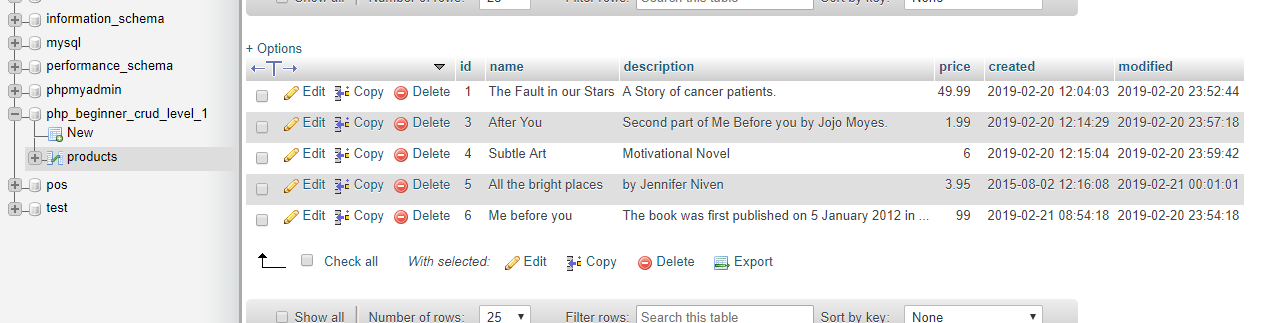 Show all Number of rows: 25 Filter rows: Search this table Sort by key: None
information_schema
mysql
performance_schema
phpmyadmin
php_beginner_crud_level_1
New
products
pos
test
+ Options
id name description price created modified
Edit Copy Delete 1 The Fault in our Stars A Story of cancer patients. 49.99 2019-02-20 12:04:03 2019-02-20 23:52:44
Edit Copy Delete 3 After You Second part of Me Before you by Jojo Moyes. 1.99 2019-02-20 12:14:29 2019-02-20 23:57:18
Edit Copy Delete 4 Subtle Art Motivational Novel 6 2019-02-20 12:15:04 2019-02-20 23:59:42
Edit Copy Delete 5 All the bright places by Jennifer Niven 3.95 2015-08-02 12:16:08 2019-02-21 00:01:01
Edit Copy Delete 6 Me before you The book was first published on 5 January 2012 in ... 99 2019-02-21 08:54:18 2019-02-20 23:54:18
Check all With selected: Edit Copy Delete Export
Show all Number of rows: 25 Filter rows: Search this table Sort by key: None